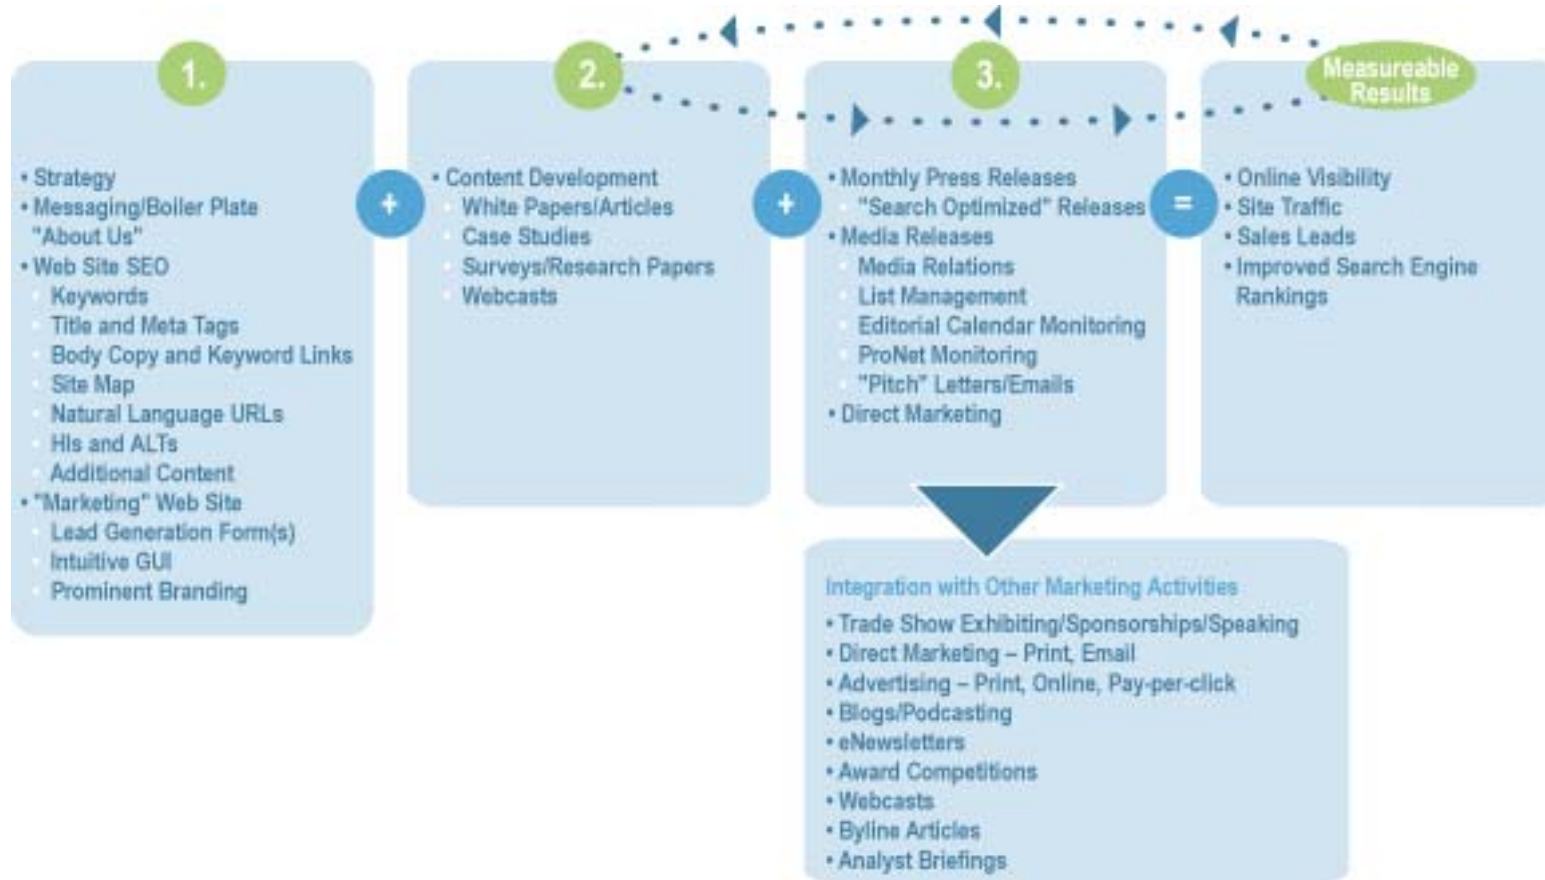 1.
• Strategy
• Messaging/Boiler Plate
"About Us"
• Web Site SEO
Keywords
Title and Meta Tags
Body Copy and Keyword Links
Site Map
Natural Language URLs
HIs and ALTs
Additional Content
• "Marketing" Web Site
Lead Generation Form(s)
Intuitive GUI
Prominent Branding
+
2.
• Content Development
White Papers/Articles
Case Studies
Surveys/Research Papers
Webcasts
+
3.
• Monthly Press Releases
"Search Optimized" Releases
• Media Releases
Media Relations
List Management
Editorial Calendar Monitoring
ProNet Monitoring
"Pitch" Letters/Emails
• Direct Marketing
=
Measureable
Results
• Online Visibility
• Site Traffic
• Sales Leads
• Improved Search Engine
Rankings
Integration with Other Marketing Activities
• Trade Show Exhibiting/Sponsorships/Speaking
• Direct Marketing – Print, Email
• Advertising – Print, Online, Pay-per-click
• Blogs/Podcasting
• eNewsletters
• Award Competitions
• Webcasts
• Byline Articles
• Analyst Briefings